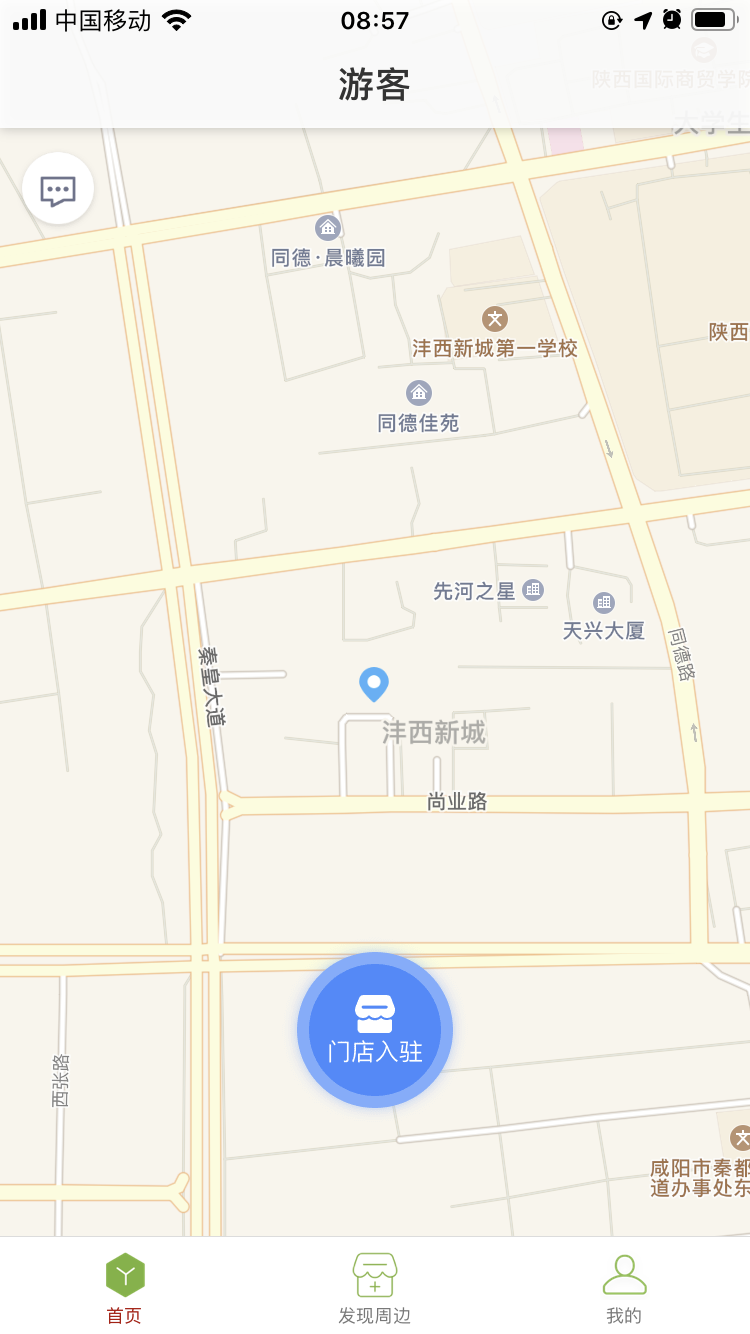 中国移动
08:57
游客
陕西国际商贸学院
大学生
同德·晨曦园
沣西新城第一学校
陕西
同德佳苑
先河之星
天兴大厦
同德路
秦皇大道
沣西新城
尚业路
门店入驻
西张路
咸阳市秦都
道办事处东
首页
发现周边
我的